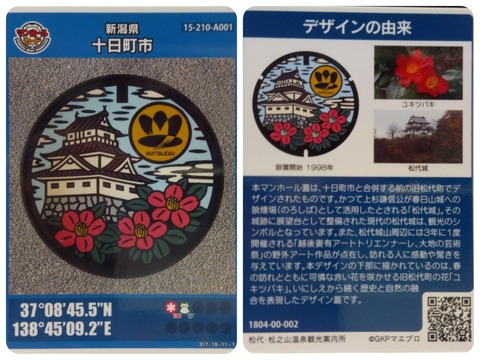 マンホールカード
新潟県
十日町市
15-210-A001
MATSUDAI
37°08'45.5"N
138°45'09.2"E
デザインの由来
設置開始 1998年
ユキツバキ
松代城
本マンホール蓋は、十日町市と合併する前の旧松代町でデ
ザインされたものです。かつて上杉謙信公が春日山城への
狼煙場(のろしば)として活用したとされる「松代城」。その
城跡に展望台として整備された現代の松代城は、観光のシ
ンボルとなっています。また、松代城山周辺には3年に1度
開催される「越後妻有アートトリエンナーレ、大地の芸術
祭」の野外アート作品が点在し、訪れる人に感動や驚きを
与えています。本デザインの下部に描かれているのは、春
の訪れとともに可憐な赤い花を咲かせる旧松代町の花「ユ
キツバキ」。いにしえから続く歴史と自然の融
合を表現したデザイン蓋です。
1804-00-002
松代・松之山温泉観光案内所
©GKPマエプロ